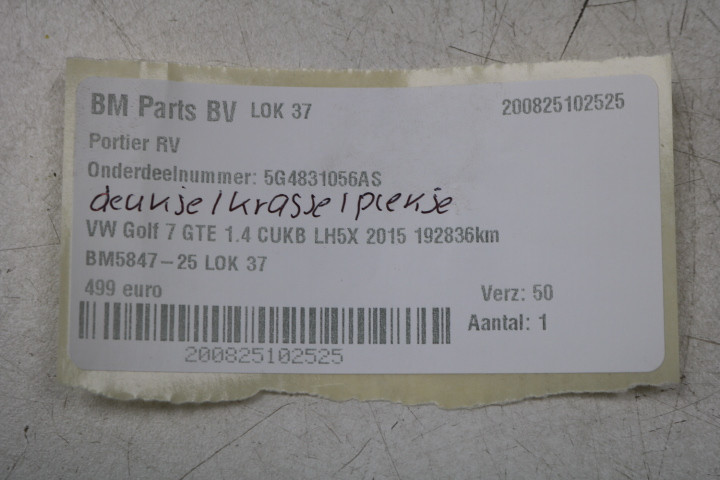 BM Parts BV LOK 37 200825102525
Portier RV
Onderdeelnummer: 5G4831056AS
deukje/krasje/plekje
VW Golf 7 GTE 1.4 CUKB LH5X 2015 192836km
BM5847-25 LOK 37
499 euro Verz: 50
Aantal: 1
200825102525